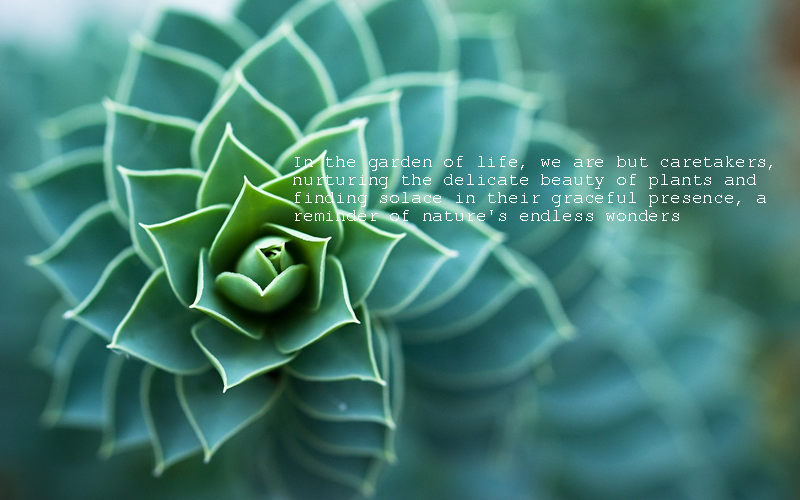 In the garden of life, we are but caretakers,
nurturing the delicate beauty of plants and
finding solace in their graceful presence, a
reminder of nature's endless wonders